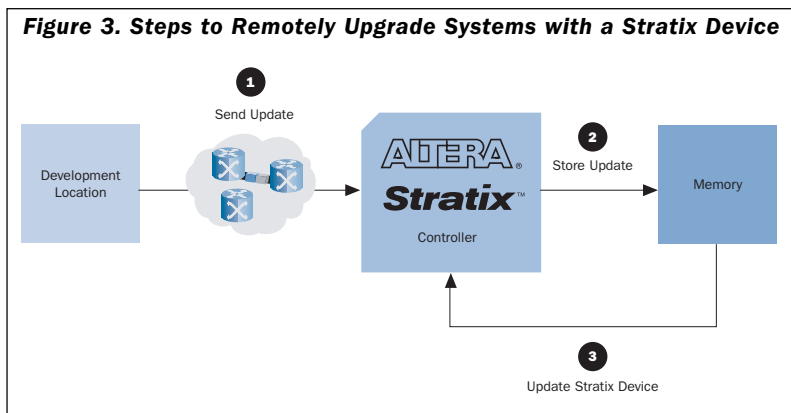 Figure 3. Steps to Remotely Upgrade Systems with a Stratix Device
1
Send Update
Development
Location
ALTERA®
Stratix™
Controller
2
Store Update
Memory
3
Update Stratix Device